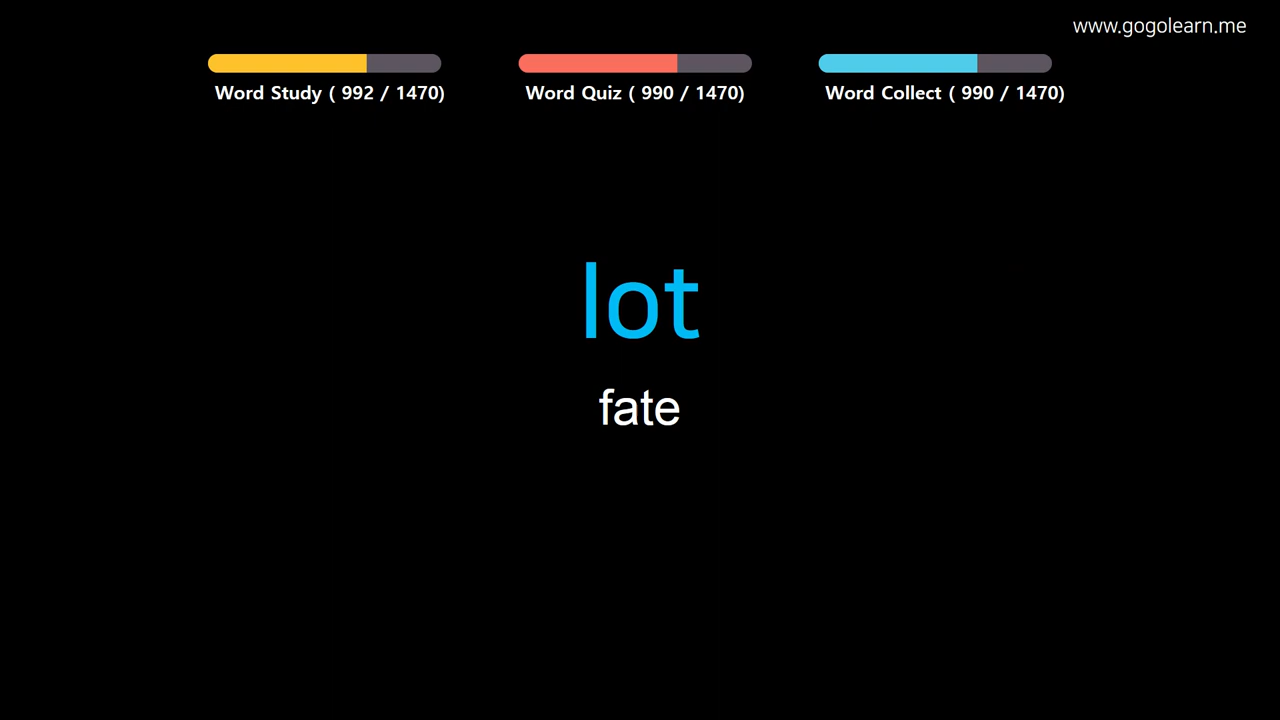 www.gogolearn.me
Word Study ( 992 / 1470)
Word Quiz ( 990 / 1470)
Word Collect ( 990 / 1470)
lot
fate